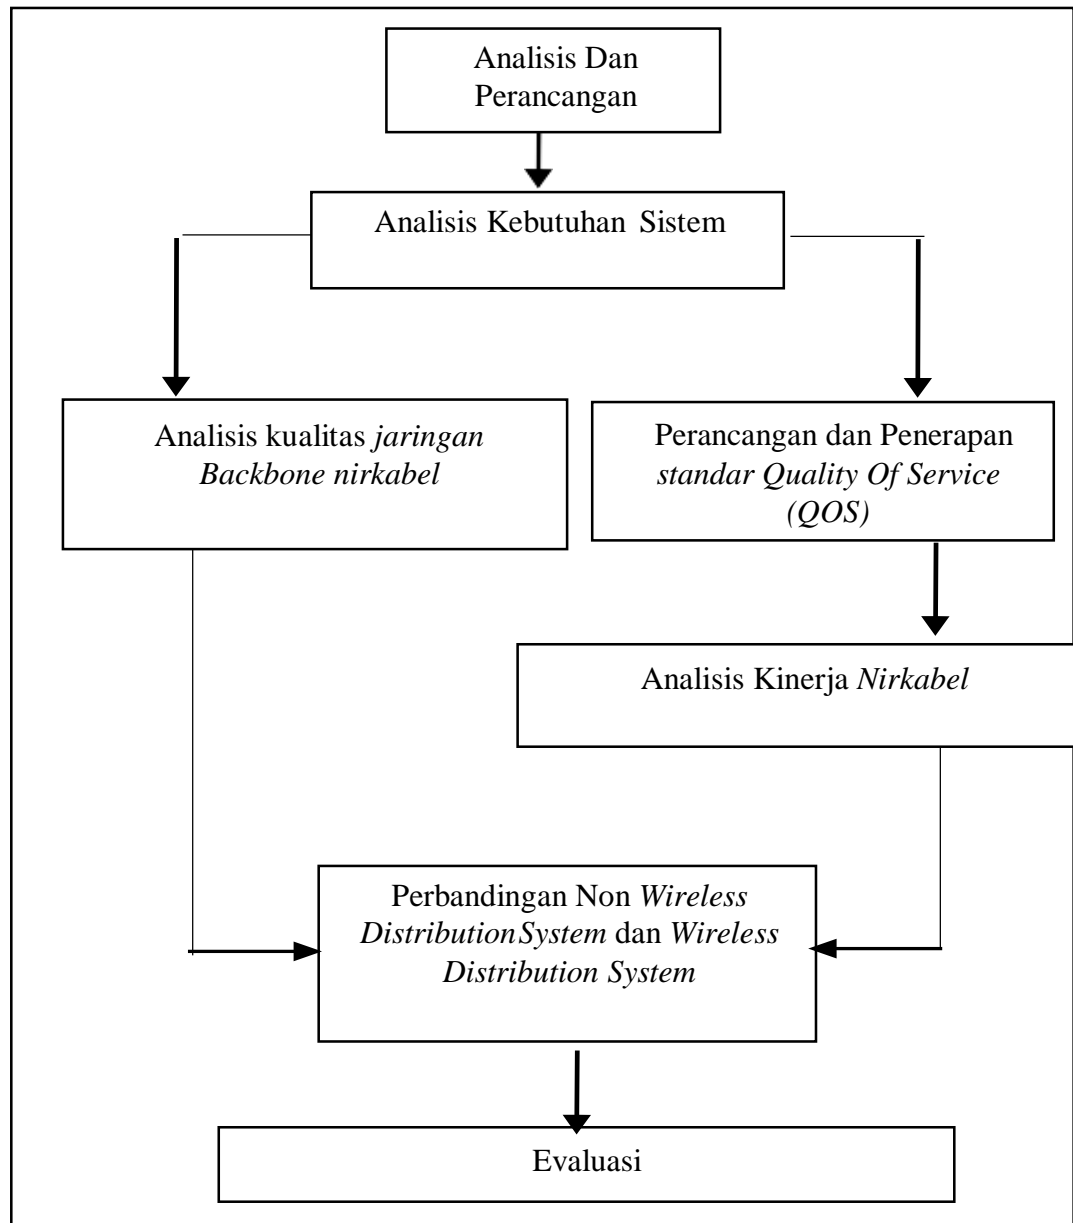 Analisis Dan
Perancangan
Analisis Kebutuhan Sistem
Analisis kualitas jaringan
Backbone nirkabel
Perancangan dan Penerapan
standar Quality Of Service
(QOS)
Analisis Kinerja Nirkabel
Perbandingan Non Wireless
DistributionSystem dan Wireless
Distribution System
Evaluasi